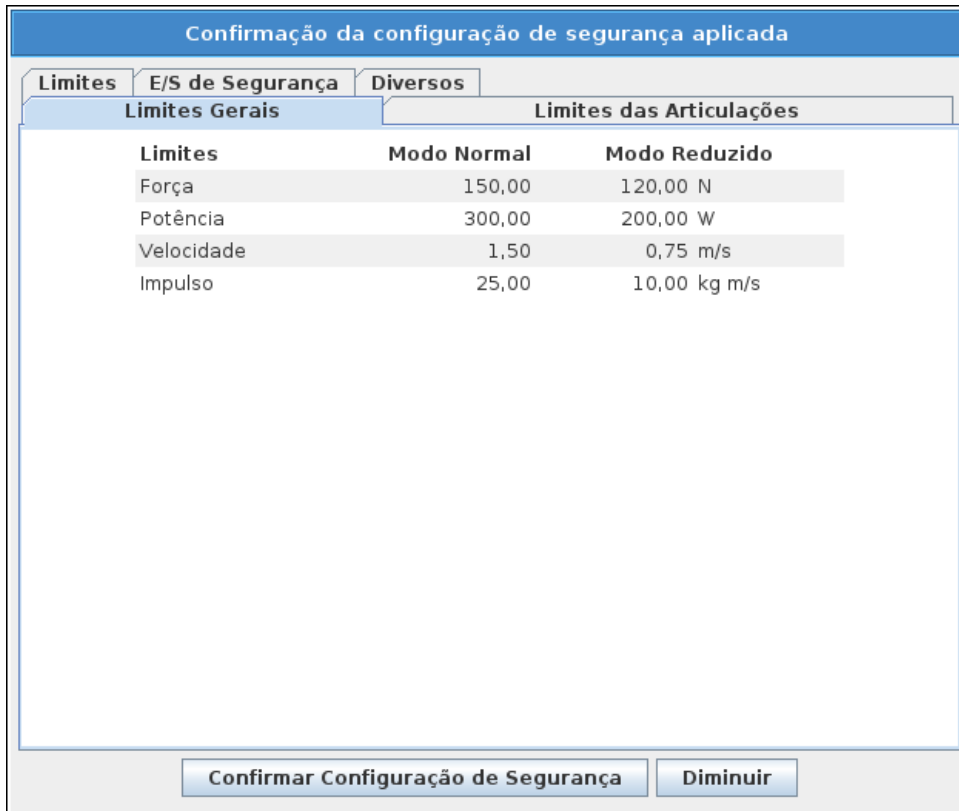 Confirmação da configuração de segurança aplicada
Limites E/S de Segurança Diversos
Limites Gerais Limites das Articulações
Limites Modo Normal Modo Reduzido
Força 150,00 120,00 N
Potência 300,00 200,00 W
Velocidade 1,50 0,75 m/s
Impulso 25,00 10,00 kg m/s
Confirmar Configuração de Segurança Diminuir